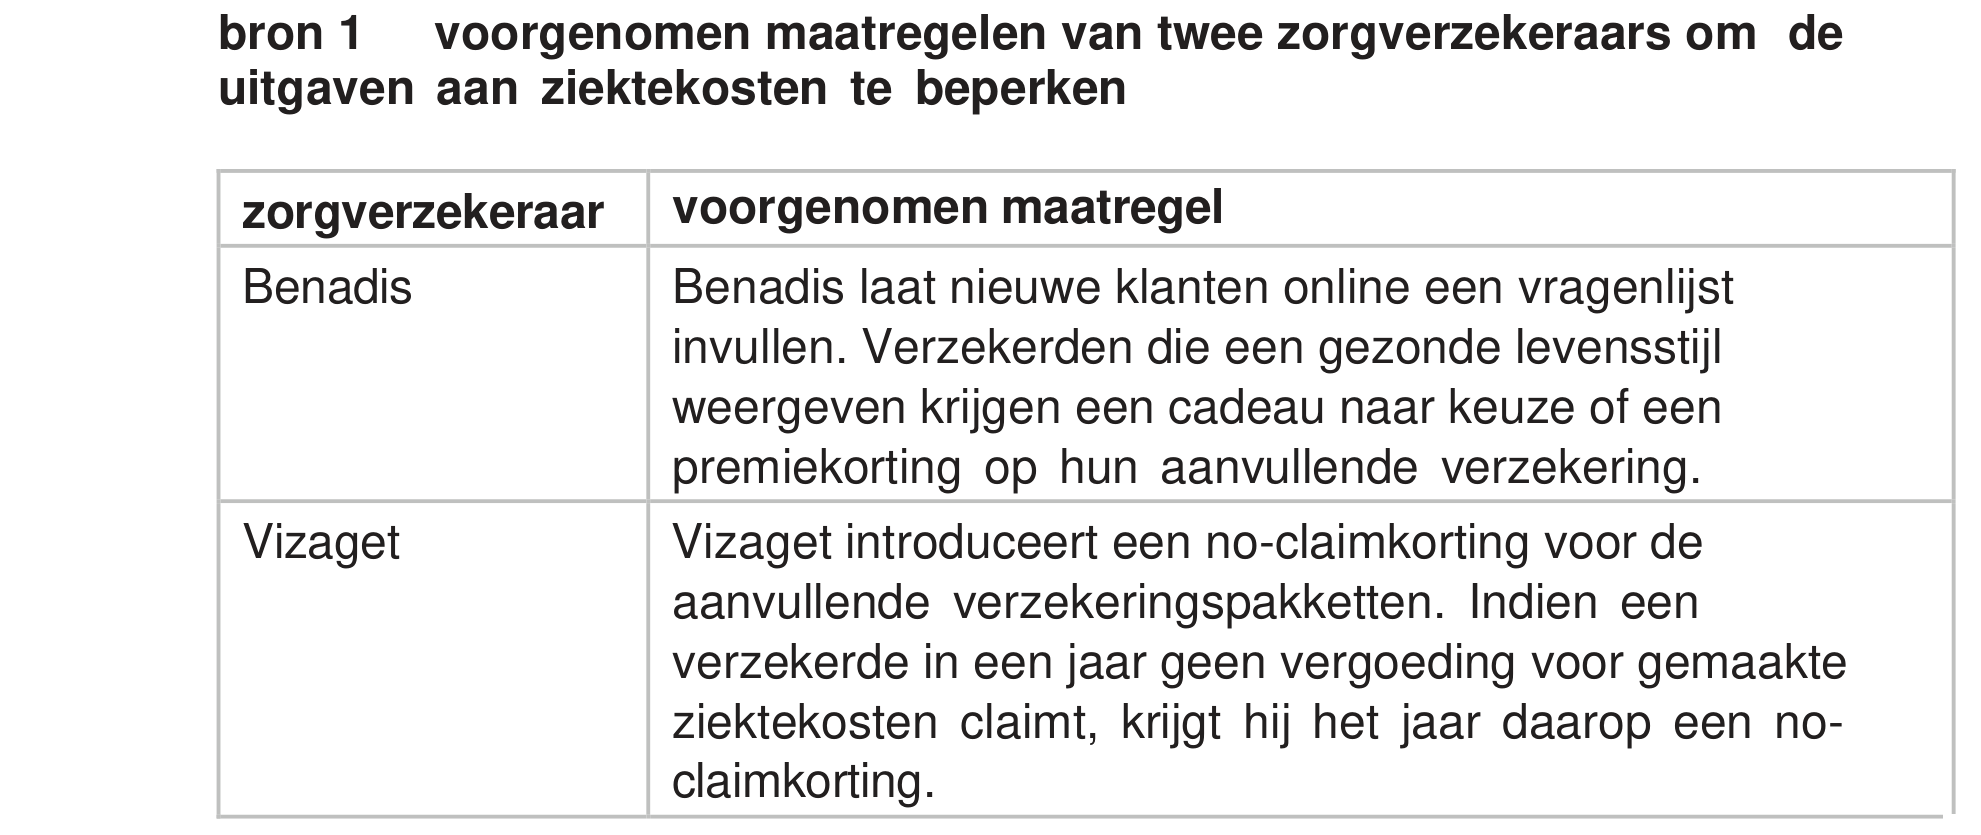 bron 1 voorgenomen maatregelen van twee zorgverzekeraars om de
uitgaven aan ziektekosten te beperken
zorgverzekeraar
voorgenomen maatregel
Benadis
Benadis laat nieuwe klanten online een vragenlijst
invullen. Verzekerden die een gezonde levensstijl
weergeven krijgen een cadeau naar keuze of een
premiekorting op hun aanvullende verzekering.
Vizaget
Vizaget introduceert een no-claimkorting voor de
aanvullende verzekeringspakketten. Indien een
verzekerde in een jaar geen vergoeding voor gemaakte
ziektekosten claimt, krijgt hij het jaar daarop een no-
claimkorting.